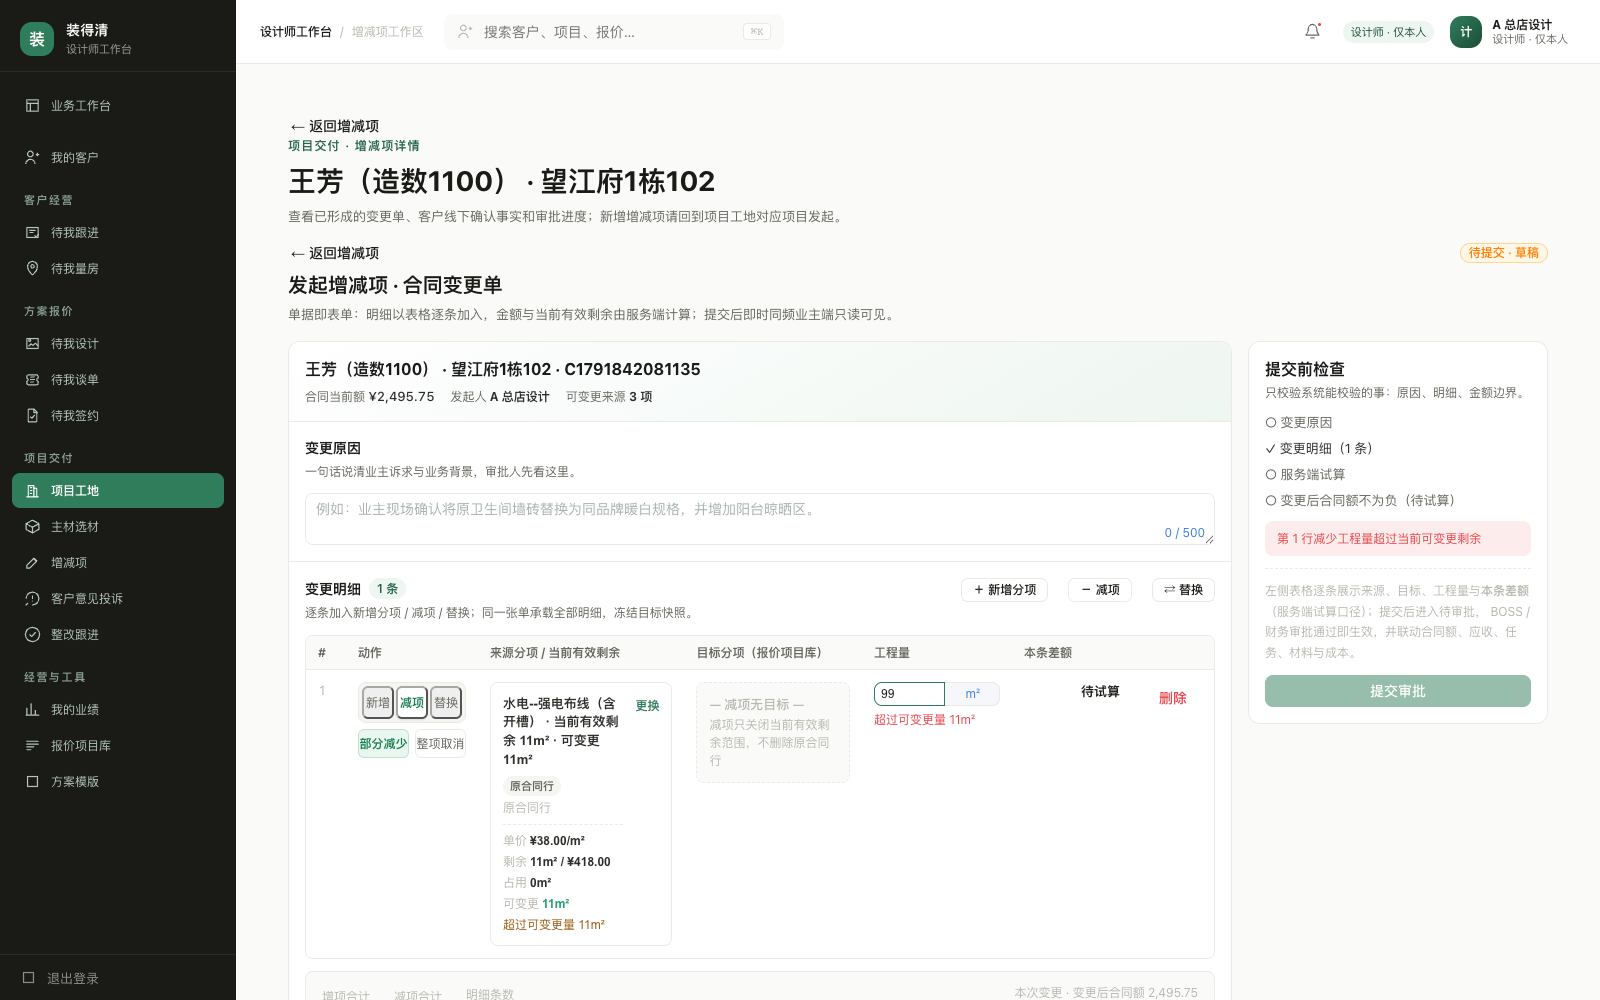 装
装得清
设计师工作台
业务工作台
我的客户
客户经营
待我跟进
待我量房
方案报价
待我设计
待我谈单
待我签约
项目交付
项目工地
主材选材
增减项
客户意见投诉
整改跟进
经营与工具
我的业绩
报价项目库
方案模版
退出登录
设计师工作台 / 增减项工作区
搜索客户、项目、报价...
⌘K
设计师 · 仅本人
计
A 总店设计
设计师 · 仅本人
← 返回增减项
项目交付 · 增减项详情
王芳（造数1100） · 望江府1栋102
查看已形成的变更单、客户线下确认事实和审批进度；新增增减项请回到项目工地对应项目发起。
← 返回增减项
待提交 · 草稿
发起增减项 · 合同变更单
单据即表单：明细以表格逐条加入，金额与当前有效剩余由服务端计算；提交后即时同频业主端只读可见。
王芳（造数1100） · 望江府1栋102 · C1791842081135
合同当前额 ¥2,495.75 发起人 A 总店设计 可变更来源 3 项
变更原因
一句话说清业主诉求与业务背景，审批人先看这里。
例如：业主现场确认将原卫生间墙砖替换为同品牌暖白规格，并增加阳台晾晒区。
0 / 500
变更明细 1 条
+ 新增分项
− 减项
⇄ 替换
逐条加入新增分项 / 减项 / 替换；同一张单承载全部明细，冻结目标快照。
# 动作 来源分项 / 当前有效剩余 目标分项（报价项目库） 工程量 本条差额
1
新增 减项 替换
部分减少 整项取消
水电--强电布线（含
开槽） · 当前有效剩
余 11m² · 可变更
11m²
更换
原合同行
原合同行
单价 ¥38.00/m²
剩余 11m² / ¥418.00
占用 0m²
可变更 11m²
超过可变更量 11m²
— 减项无目标 —
减项只关闭当前有效剩
余范围，不删除原合同
行
99 m²
超过可变更量 11m²
待试算
删除
增项合计 减项合计 明细条数
本次变更 · 变更后合同额 2,495.75
提交前检查
只校验系统能校验的事：原因、明细、金额边界。
变更原因
✓ 变更明细（1 条）
服务端试算
变更后合同额不为负（待试算）
第 1 行减少工程量超过当前可变更剩余
左侧表格逐条展示来源、目标、工程量与本条差额
（服务端试算口径）；提交后进入待审批， BOSS /
财务审批通过即生效，并联动合同额、应收、任
务、材料与成本。
提交审批